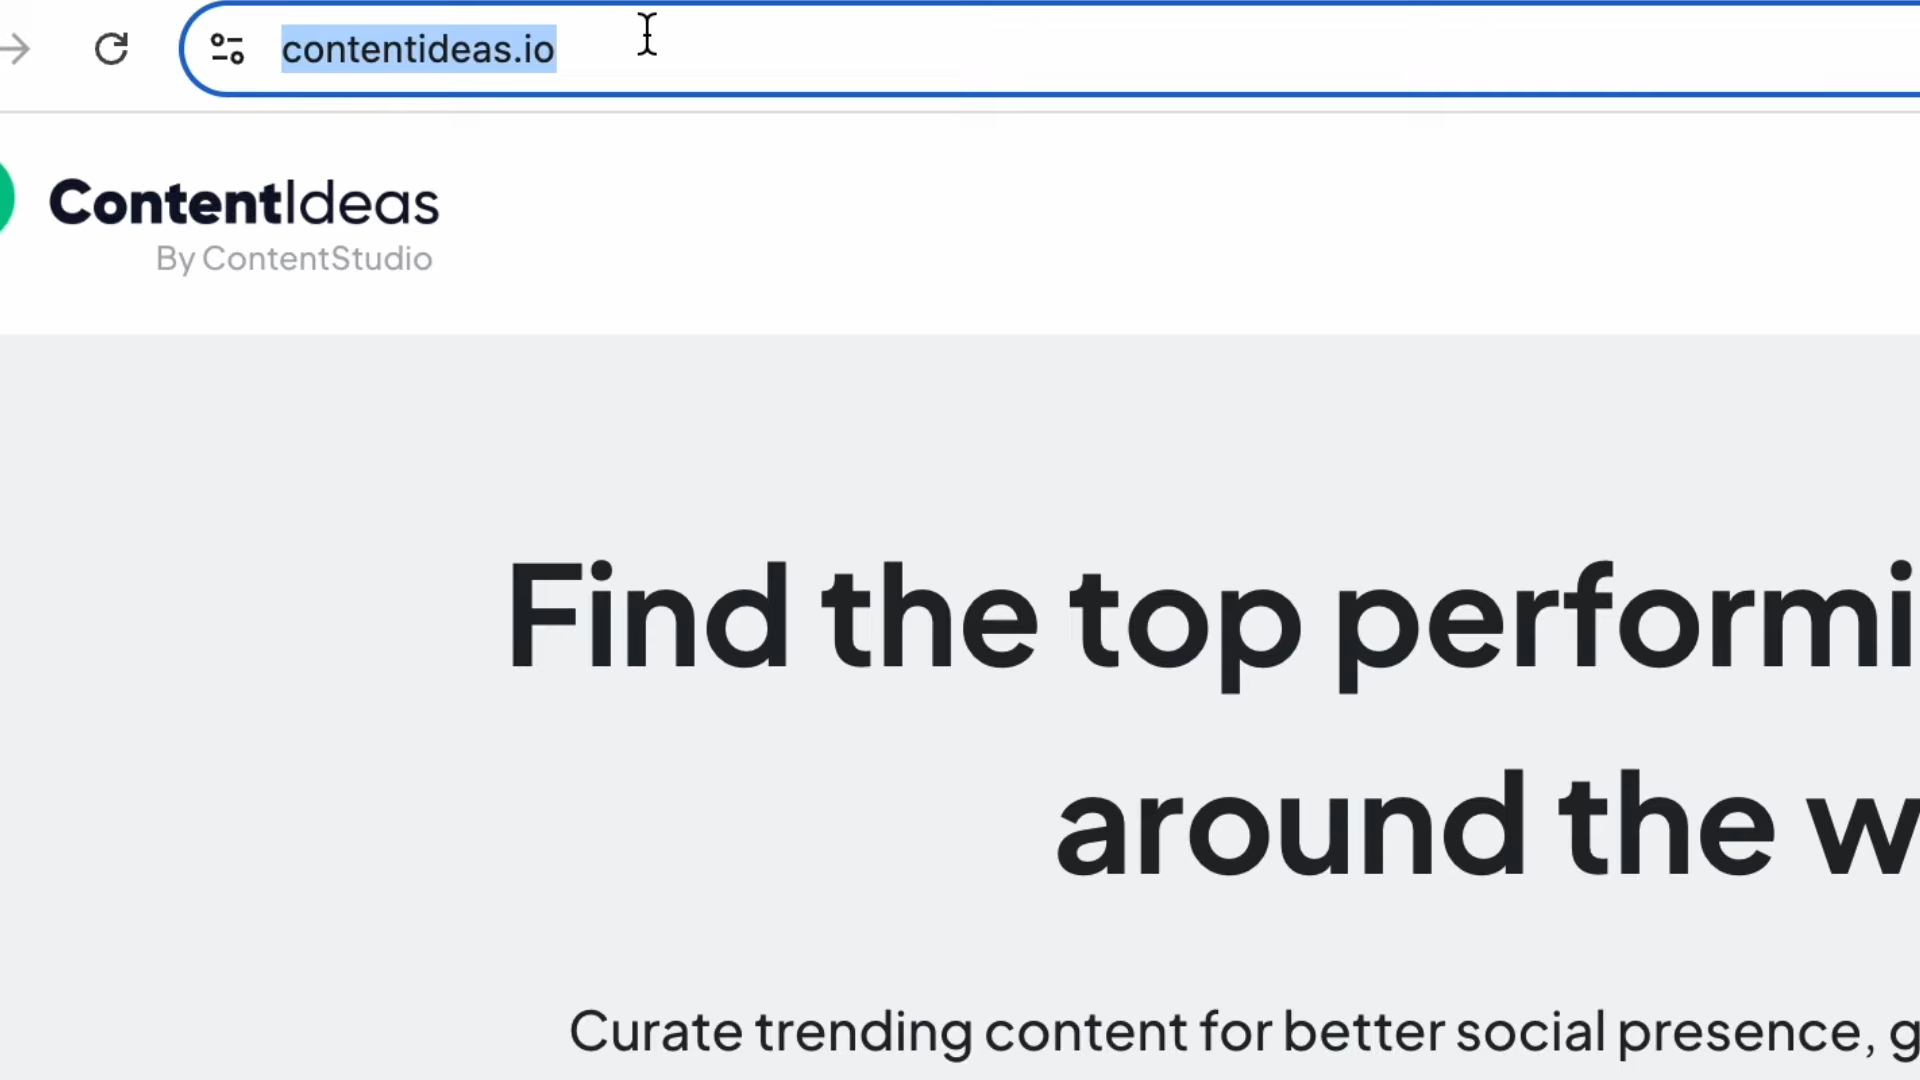 contentideas.io
ContentIdeas
By ContentStudio
Find the top performi
around the w
Curate trending content for better social presence, g